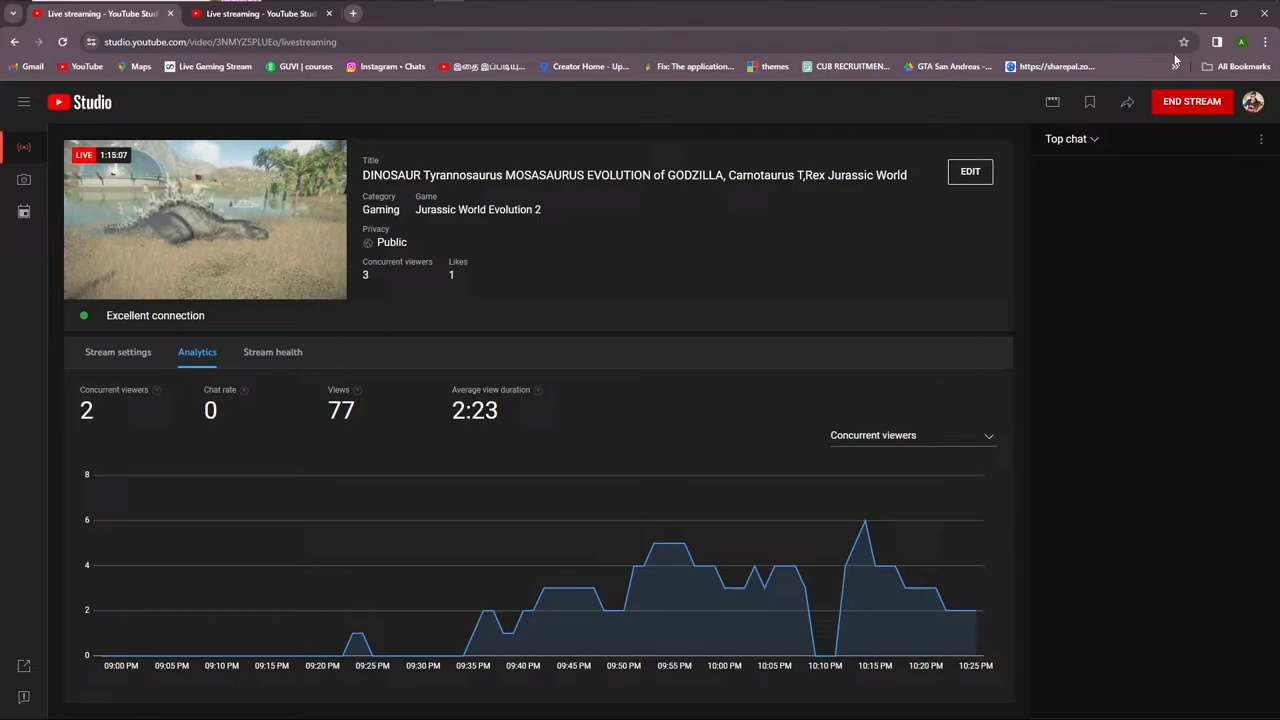 Live streaming - YouTube Stud
Live streaming - YouTube Stud
studio.youtube.com/video/3NMYZSPLUEo/livestreaming
Gmail
YouTube
Maps
Live Gaming Stream
GUVI | courses
Instagram • Chats
இதை இப்படியு...
Creator Home - Up...
Fix: The application...
themes
CUB RECRUITMEN...
GTA San Andreas -...
https://sharepal.zo...
All Bookmarks
Studio
END STREAM
LIVE 1:15:07
Title
DINOSAUR Tyrannosaurus MOSASAURUS EVOLUTION of GODZILLA, Carnotaurus T,Rex Jurassic World
EDIT
Category Game
Gaming Jurassic World Evolution 2
Privacy
Public
Concurrent viewers Likes
3 1
Excellent connection
Top chat
Stream settings Analytics Stream health
Concurrent viewers Chat rate Views Average view duration
2 0 77 2:23
Concurrent viewers
8
6
4
2
0
09:00 PM 09:05 PM 09:10 PM 09:15 PM 09:20 PM 09:25 PM 09:30 PM 09:35 PM 09:40 PM 09:45 PM 09:50 PM 09:55 PM 10:00 PM 10:05 PM 10:10 PM 10:15 PM 10:20 PM 10:25 PM